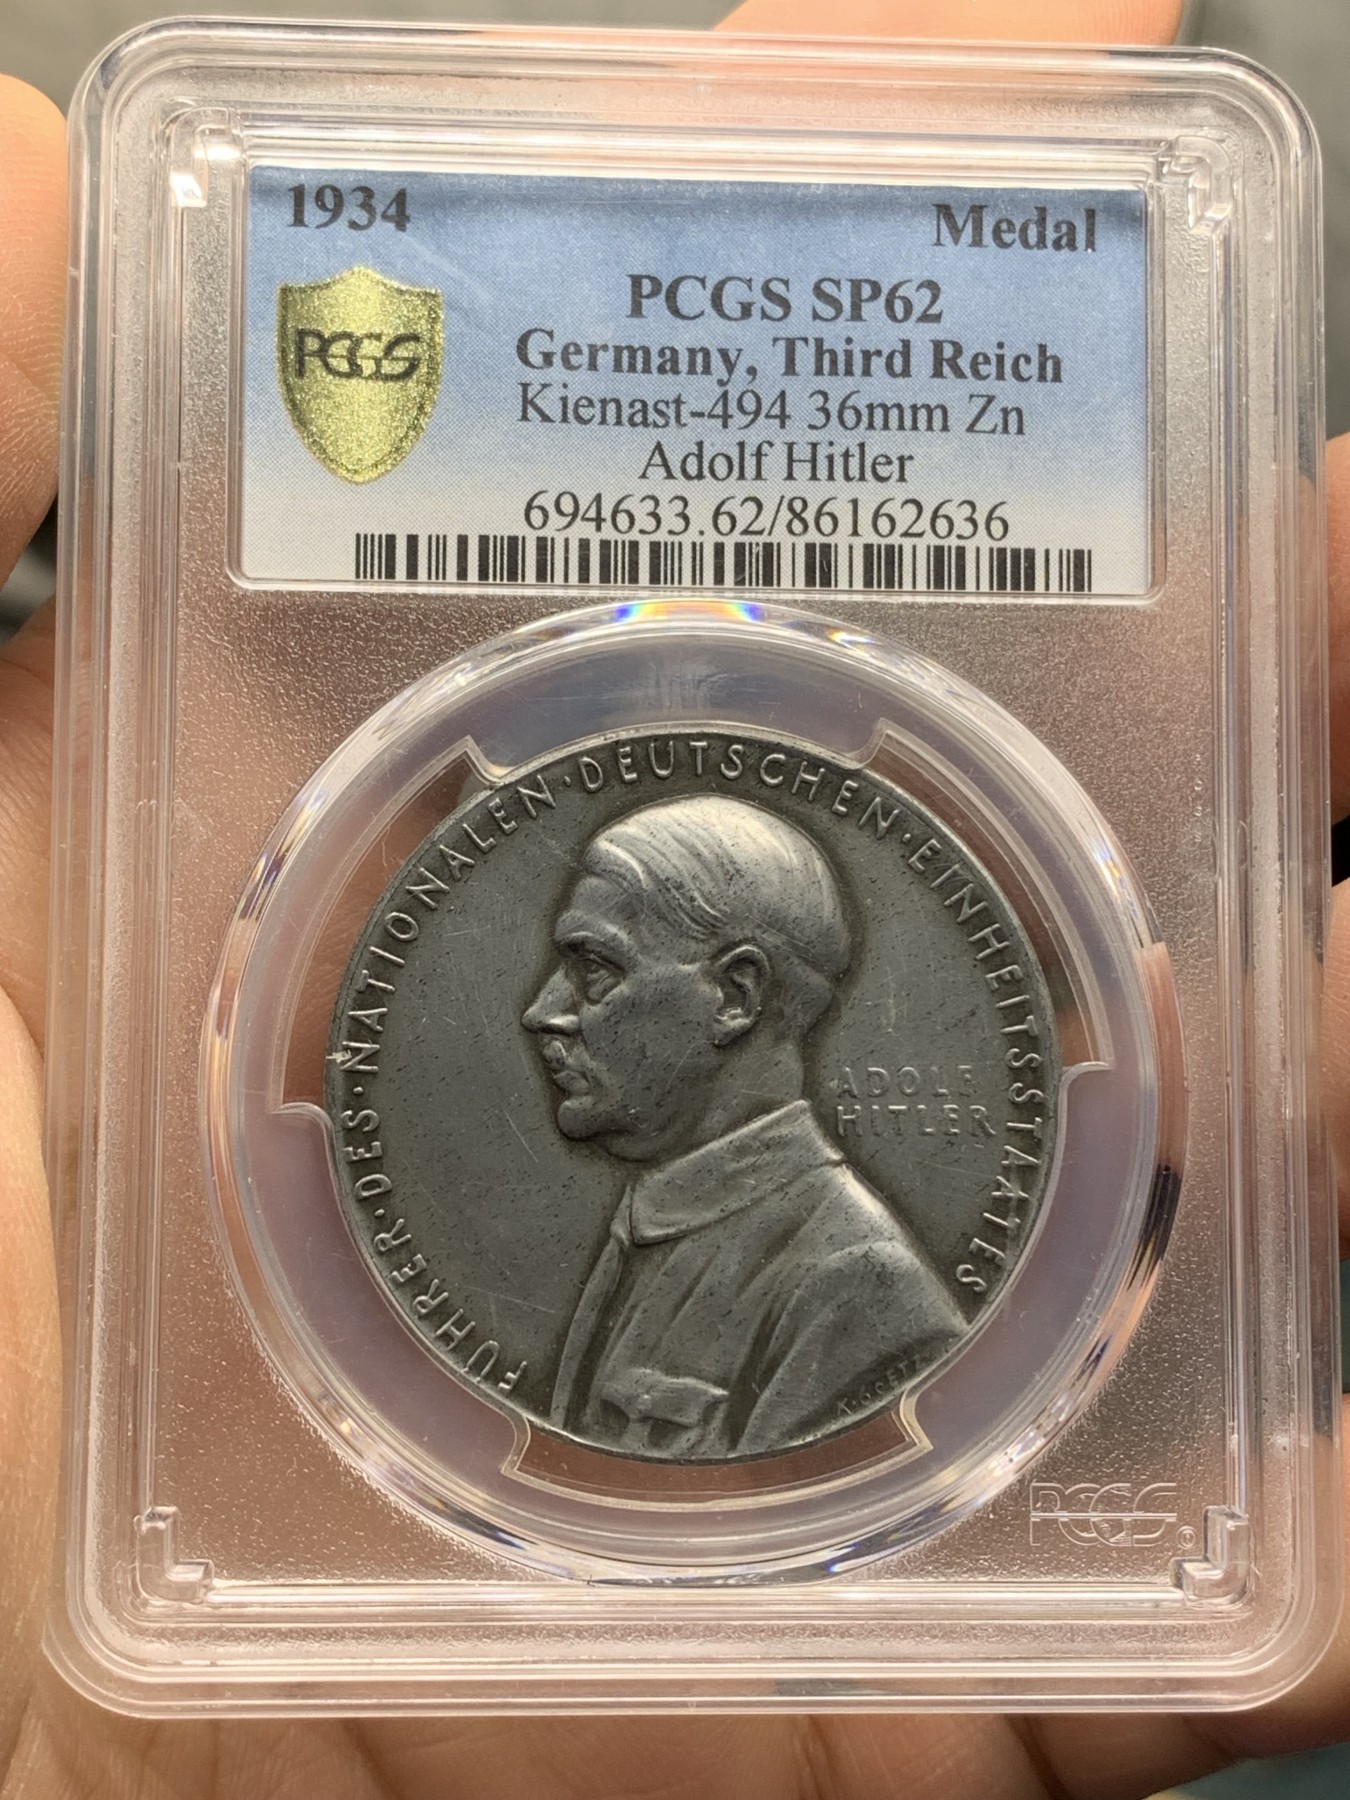 1934
Medal
PCGS
PCGS SP62
Germany, Third Reich
Kienast-494 36mm Zn
Adolf Hitler
694633.62/86162636
FÜHRER·DES·NATIONALEN·DEUTSCHEN·EINHEITSSTAATES
ADOLF
HITLER
K·GOETZ
PCGS